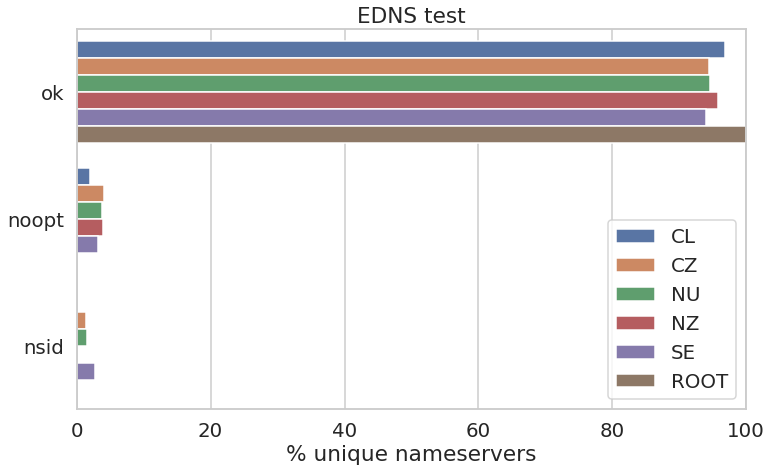 EDNS test
ok
noopt
nsid
CL
CZ
NU
NZ
SE
ROOT
0 20 40 60 80 100
% unique nameservers